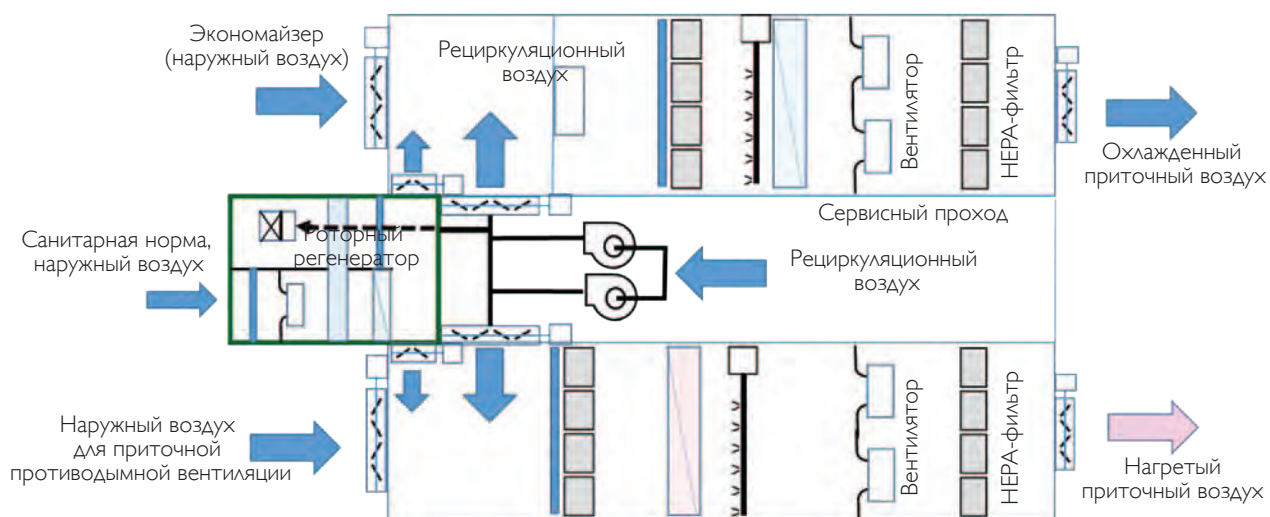 Экономайзер
(наружный воздух)
Рециркуляционный
воздух
Вентилятор
HEPA-фильтр
Охлажденный
приточный воздух
Сервисный проход
Санитарная норма,
наружный воздух
Роторный
регенератор
Рециркуляционный
воздух
Наружный воздух
для приточной
противодымной вентиляции
Вентилятор
HEPA-фильтр
Нагретый
приточный воздух